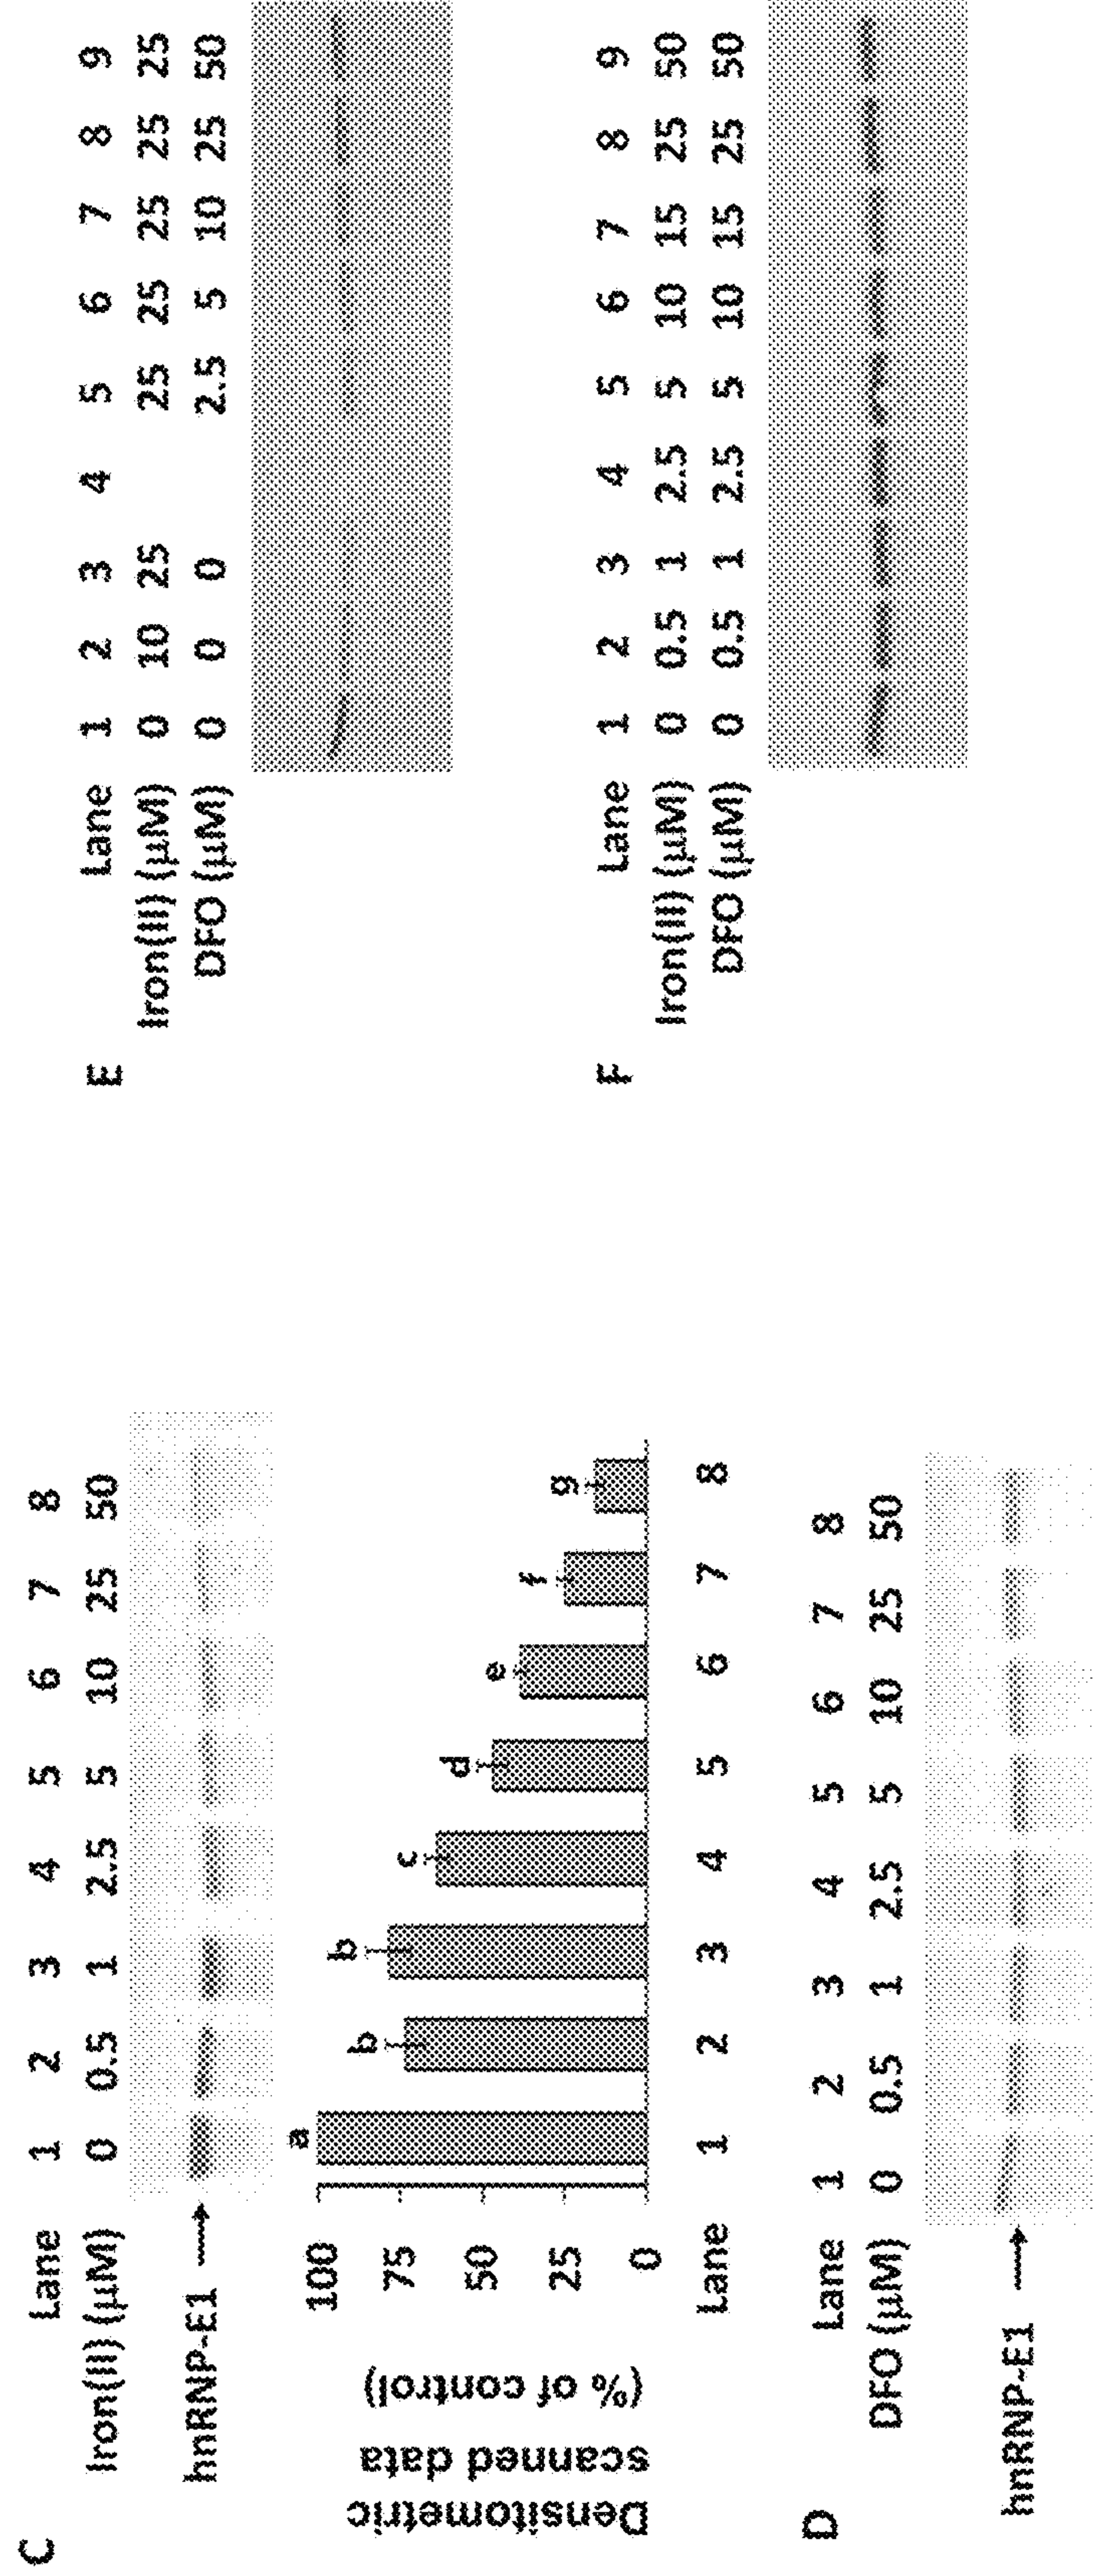 C
Lane 1 2 3 4 5 6 7 8
Iron(II) (μM) 0 0.5 1 2.5 5 10 25 50
hnRNP-E1
Densitometric
scanned data
(% of control)
100
75
50
25
0
a b b c d e f g
Lane 1 2 3 4 5 6 7 8
D
Lane 1 2 3 4 5 6 7 8
DFO (μM) 0 0.5 1 2.5 5 10 25 50
hnRNP-E1
E
Lane 1 2 3 4 5 6 7 8 9
Iron(II) (μM) 0 10 25 25 25 25 25 25
DFO (μM) 0 0 0 2.5 5 10 25 50
F
Lane 1 2 3 4 5 6 7 8 9
Iron(II) (μM) 0 0.5 1 2.5 5 10 15 25 50
DFO (μM) 0 0.5 1 2.5 5 10 15 25 50